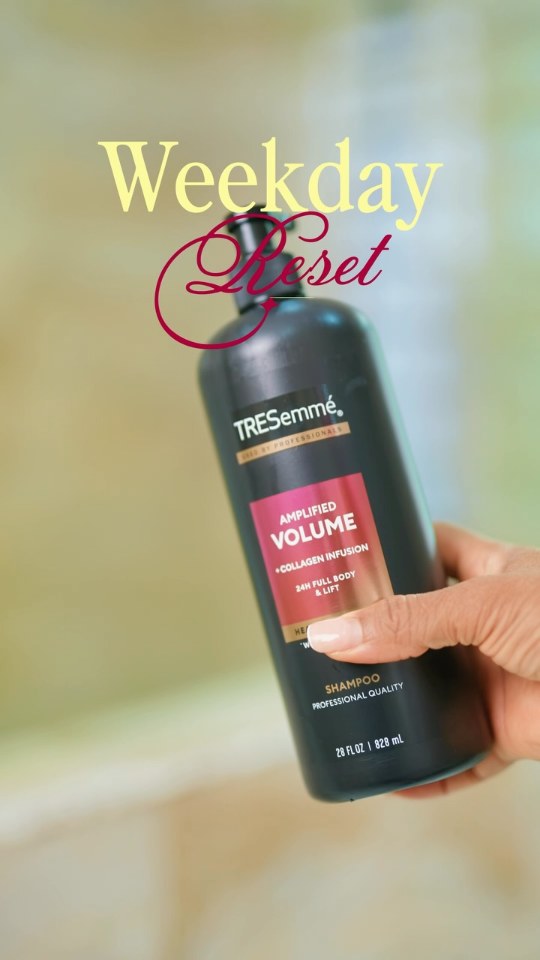 Weekday
Reset
TRESemmé®
USED BY PROFESSIONALS
AMPLIFIED
VOLUME
+COLLAGEN INFUSION
24H FULL BODY
& LIFT
SHAMPOO
PROFESSIONAL QUALITY
28 FL OZ | 828 mL